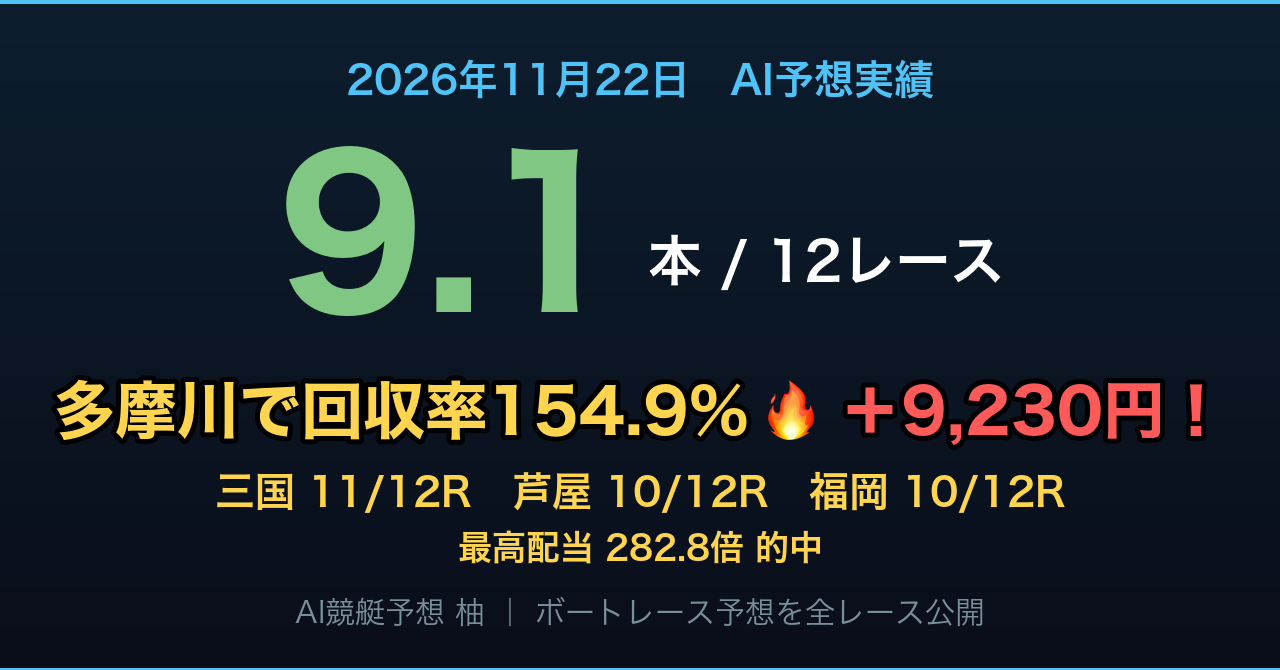 2026年11月22日　AI予想実績
9.1 本 / 12レース
多摩川で回収率154.9%🔥 +9,230円！
三国 11/12R　芦屋 10/12R　福岡 10/12R
最高配当 282.8倍 的中
AI競艇予想 柚 ｜ ボートレース予想を全レース公開